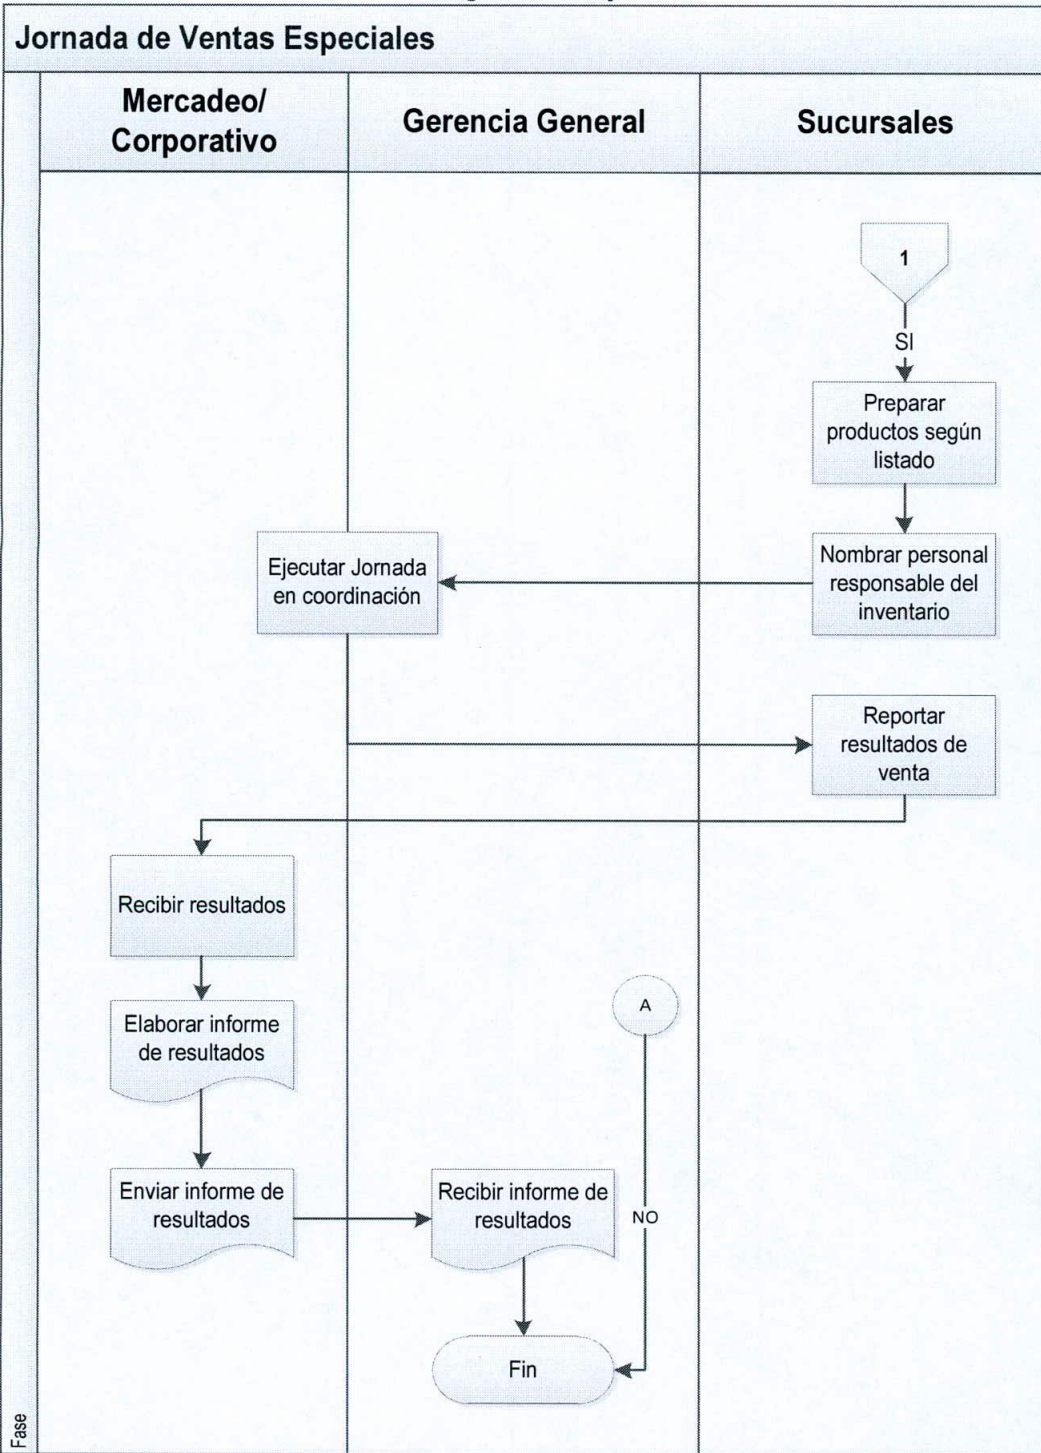 Jornada de Ventas Especiales
Mercadeo/
Corporativo
Gerencia General
Sucursales
1
SI
Preparar
productos según
listado
Nombrar personal
responsable del
inventario
Ejecutar Jornada
en coordinación
Reportar
resultados de
venta
Recibir resultados
Elaborar informe
de resultados
A
Enviar informe de
resultados
Recibir informe de
resultados
NO
Fin
Fase